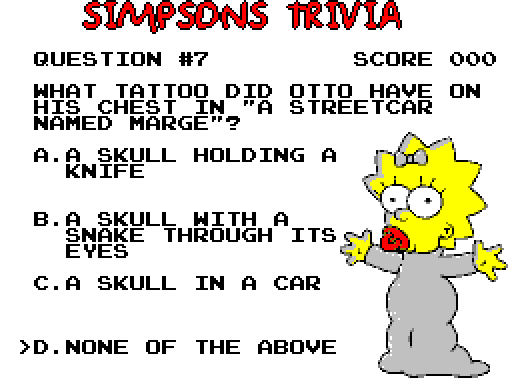 SIMPSONS TRIVIA
QUESTION #7 SCORE 000
WHAT TATTOO DID OTTO HAVE ON
HIS CHEST IN "A STREETCAR
NAMED MARGE"?
A.A SKULL HOLDING A
KNIFE
B.A SKULL WITH A
SNAKE THROUGH ITS
EYES
C.A SKULL IN A CAR
>D.NONE OF THE ABOVE